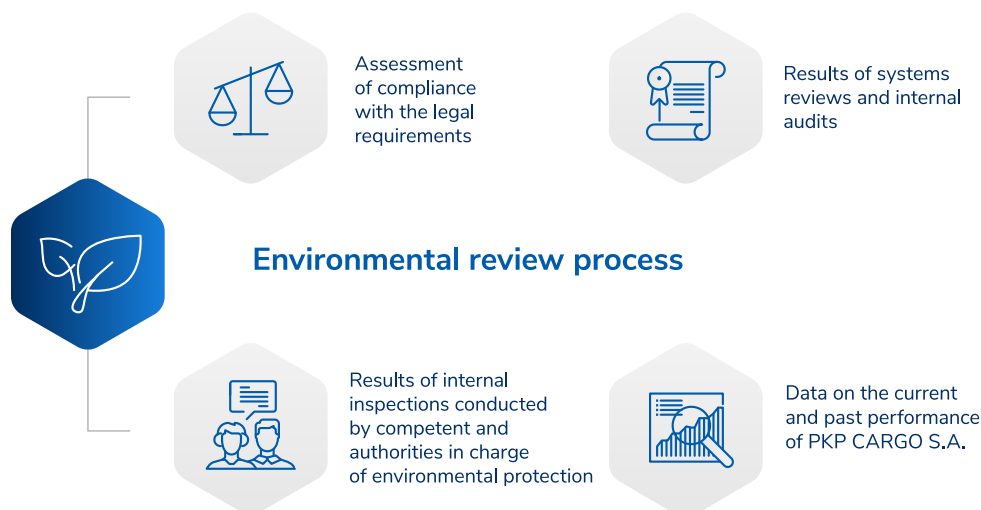 Assessment
of compliance
with the legal
requirements
Results of systems
reviews and internal
audits
Environmental review process
Results of internal
inspections conducted
by competent and
authorities in charge
of environmental protection
Data on the current
and past performance
of PKP CARGO S.A.